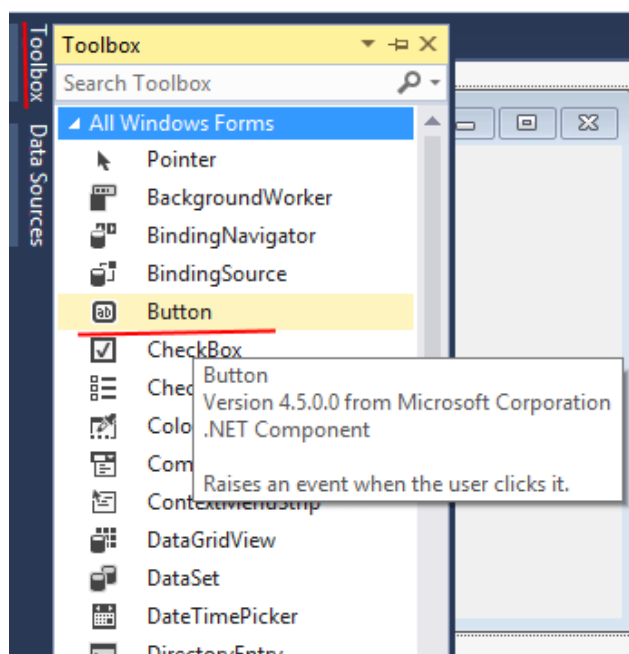 Toolbox
Data Sources
Toolbox
Search Toolbox
All Windows Forms
Pointer
BackgroundWorker
BindingNavigator
BindingSource
Button
CheckBox
Button
Version 4.5.0.0 from Microsoft Corporation
.NET Component
Raises an event when the user clicks it.
DataGridView
DataSet
DateTimePicker